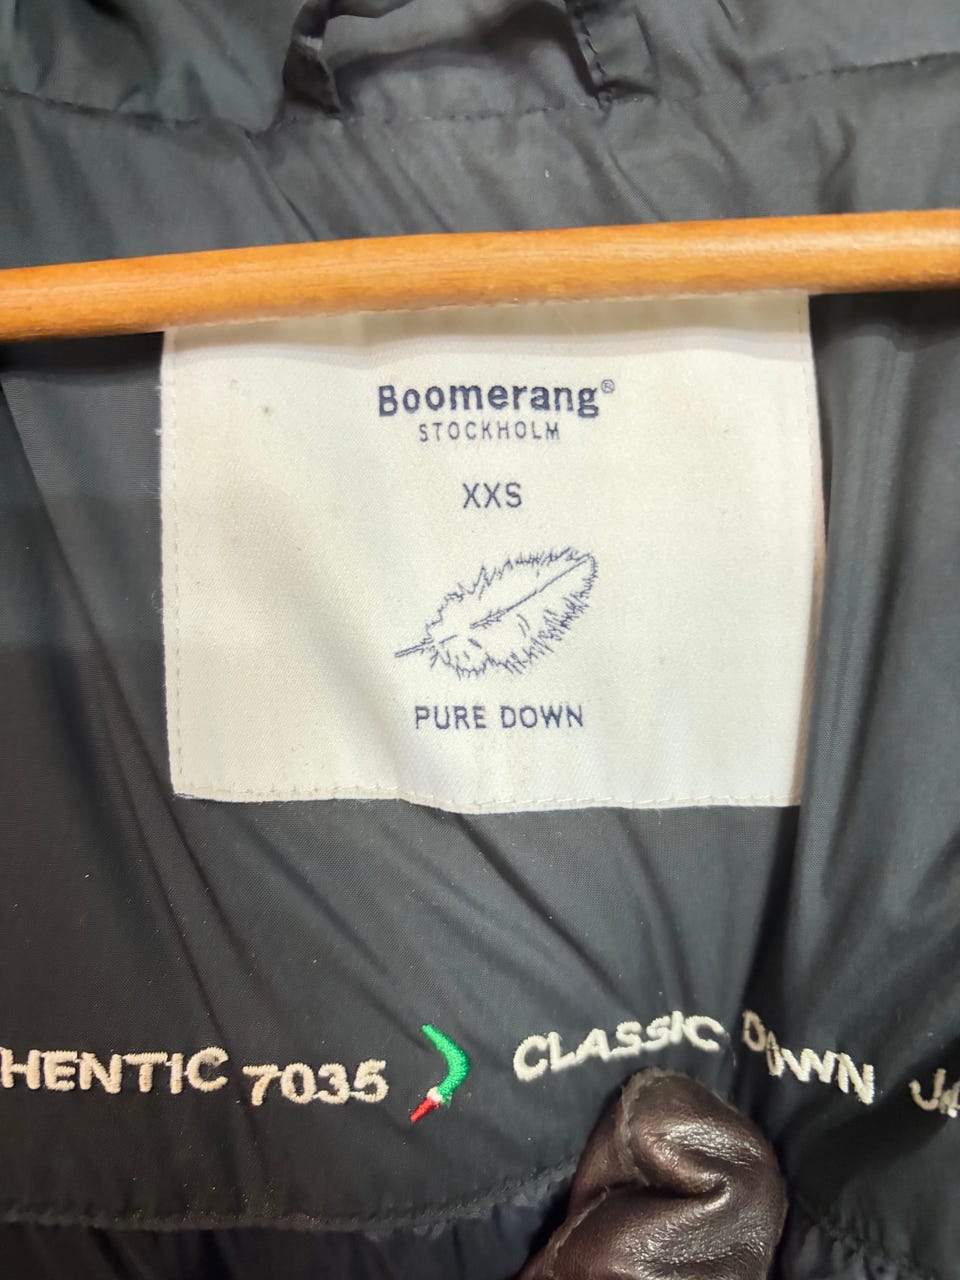 Boomerang®
STOCKHOLM
XXS
PURE DOWN
HENTIC 7035 CLASSIC DOWN